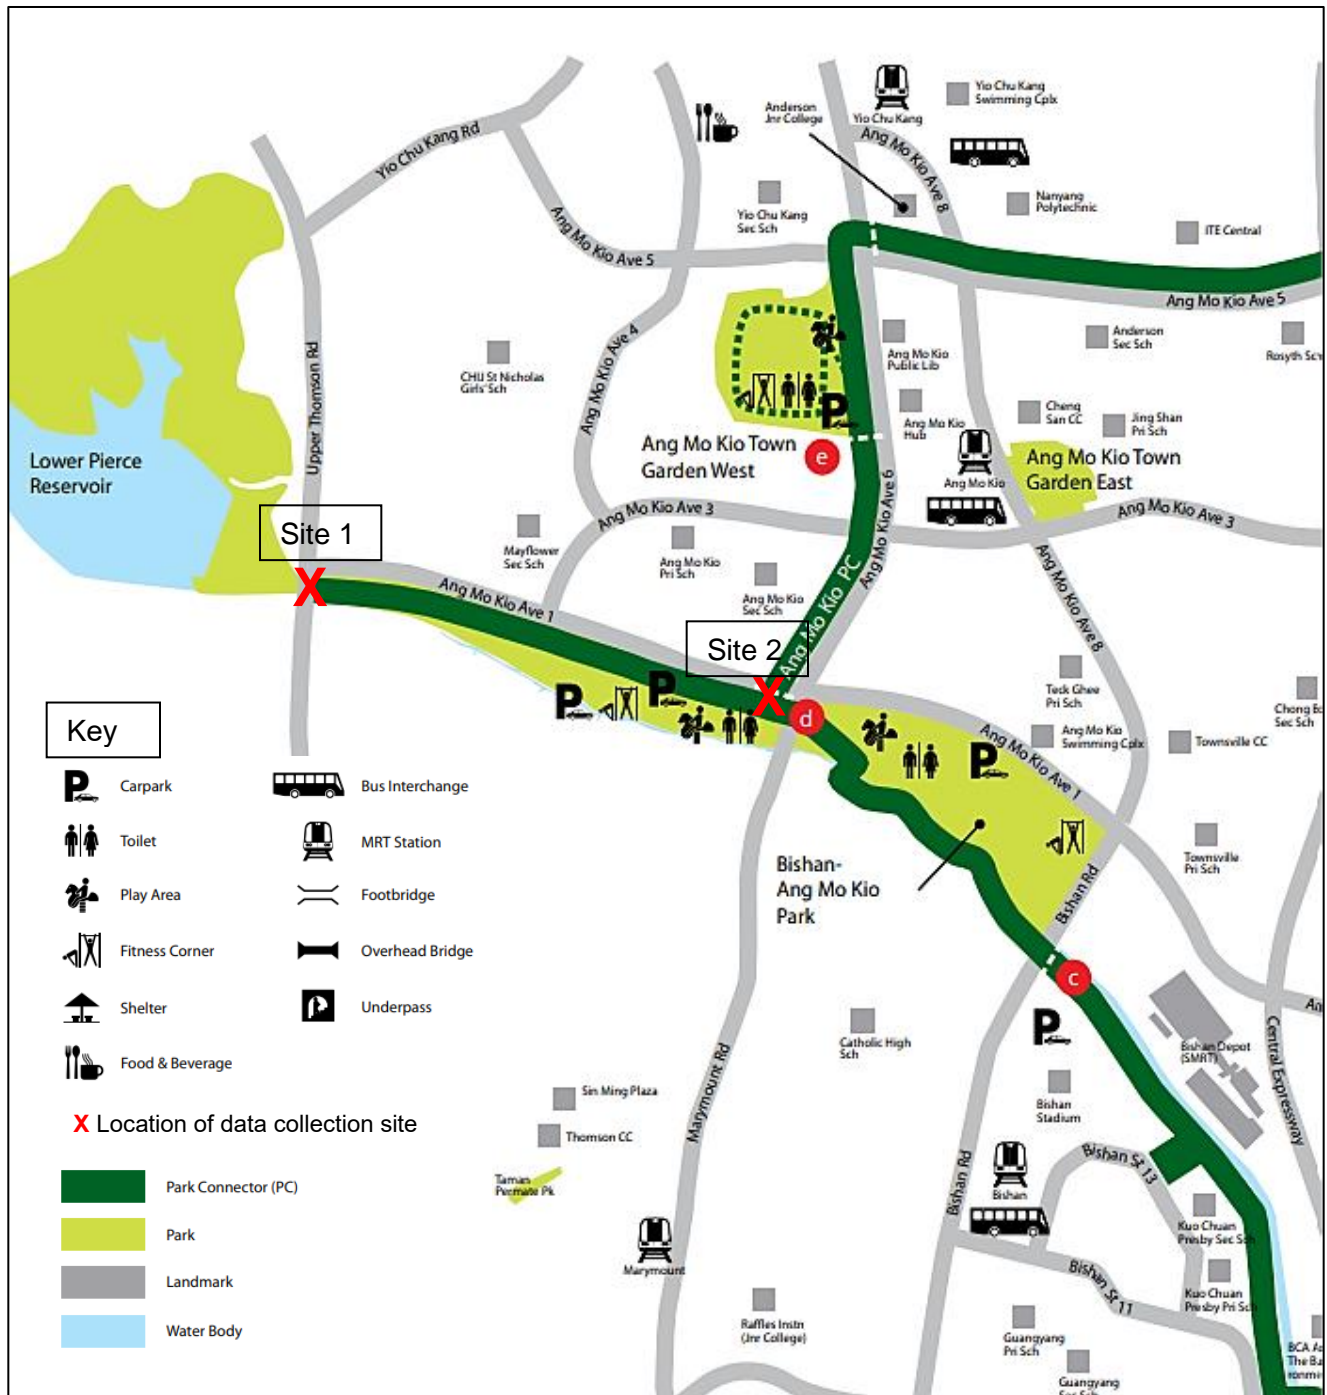 Yio Chu Kang
Swimming Cplx
Anderson
Jnr College
Yio Chu Kang
Yio Chu Kang Rd
Ang Mo Kio Ave 8
Yio Chu Kang
Sec Sch
Nanyang
Polytechnic
ITE Central
Ang Mo Kio Ave 5
Ang Mo Kio Ave 5
Upper Thomson Rd
CHIJ St Nicholas
Girls' Sch
Ang Mo Kio Ave 4
Ang Mo Kio
Public Lib
Anderson
Sec Sch
Rosyth Sch
Ang Mo Kio
Hub
Cheng
San CC
Jing Shan
Pri Sch
Lower Pierce
Reservoir
Ang Mo Kio Town
Garden West
e
Ang Mo Kio
Ang Mo Kio Town
Garden East
Ang Mo Kio Ave 6
Ang Mo Kio Ave 3
Ang Mo Kio Ave 3
Site 1
X
Mayflower
Sec Sch
Ang Mo Kio
Pri Sch
Ang Mo Kio
Sec Sch
Ang Mo Kio PC
Ang Mo Kio Ave 1
Ang Mo Kio Ave 8
Site 2
X
d
Teck Ghee
Pri Sch
Ang Mo Kio
Swimming Cplx
Townsville CC
Sec Sch
Ang Mo Kio Ave 1
Townsville
Pri Sch
Bishan-
Ang Mo Kio
Park
Bishan Rd
c
Key
P Carpark
Bus Interchange
Toilet
MRT Station
Play Area
Footbridge
Fitness Corner
Overhead Bridge
Shelter
Underpass
Food & Beverage
X Location of data collection site
Park Connector (PC)
Park
Landmark
Water Body
P
P
P
P
P
Catholic High
Sch
Bishan Depot
(SMRT)
Central Expressway
Marymount Rd
Sin Ming Plaza
Thomson CC
Taman
Permate Pk
Bishan
Stadium
Bishan St 13
Bishan Rd
Bishan
Kuo Chuan
Presby Sec Sch
Marymount
Bishan St 11
Kuo Chuan
Presby Pri Sch
Raffles Instn
(Jnr College)
Guangyang
Pri Sch
Guangyang
Sec Sch
BCA
The